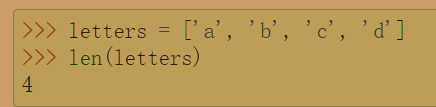 >>> letters = ['a', 'b', 'c', 'd']
>>> len(letters)
4